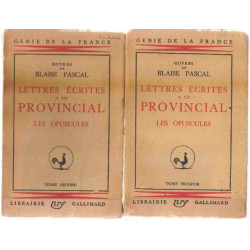 GÉNIE DE LA FRANCE
ŒUVRES
DE
BLAISE PASCAL
LETTRES ÉCRITES
A UN
PROVINCIAL
LES OPUSCULES
TOME SECOND
LIBRAIRIE nrf GALLIMARD
GÉNIE DE LA FRANCE
ŒUVRES
DE
BLAISE PASCAL
LETTRES ÉCRITES
A UN
PROVINCIAL
LES OPUSCULES
TOME PREMIER
LIBRAIRIE nrf GALLIMARD